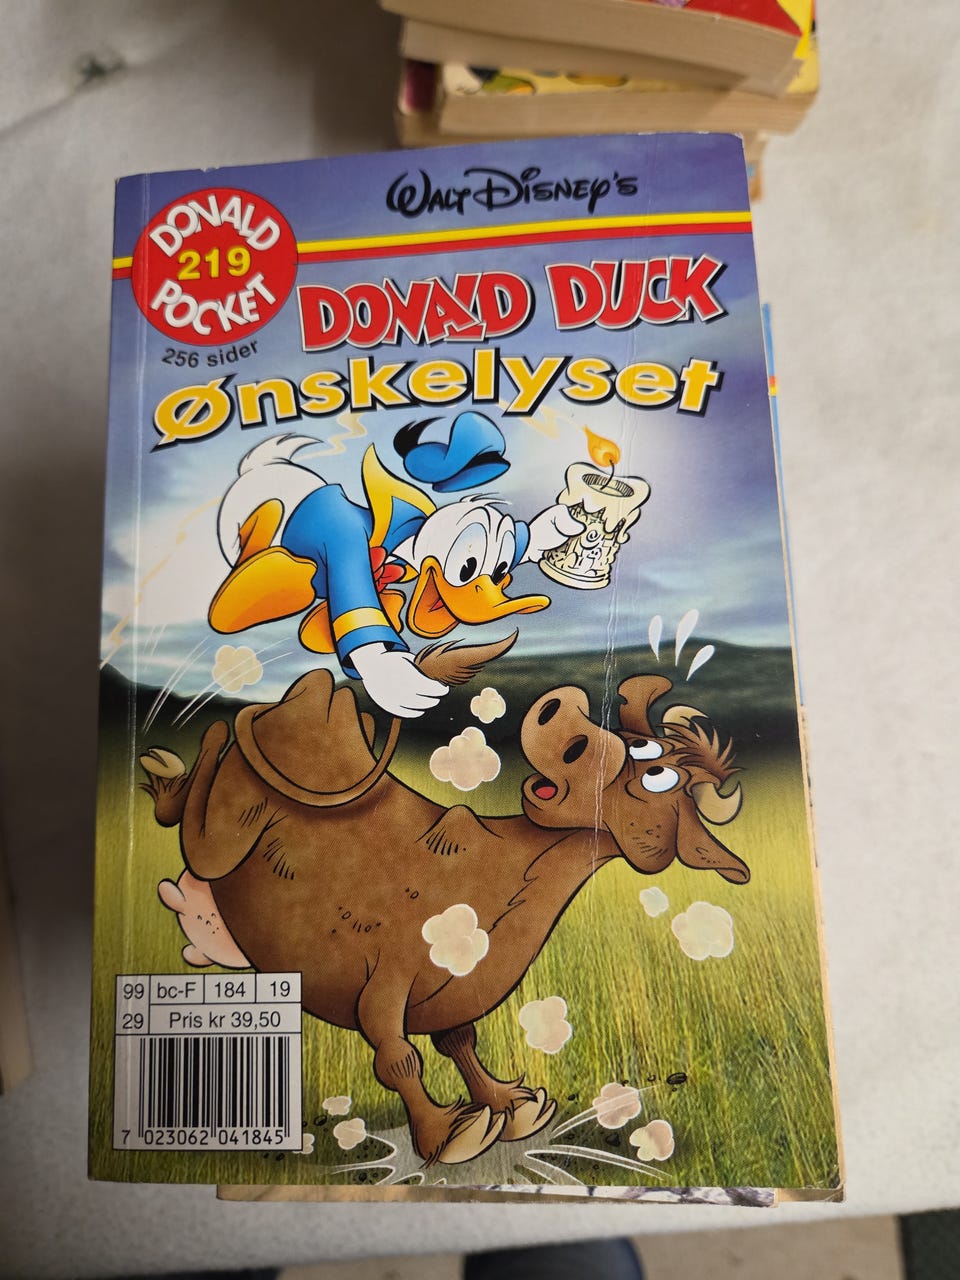 WALT DISNEY'S
DONALD
219
POCKET
256 sider
DONALD DUCK
Ønskelyset
99 bc-F 184 19
29 Pris kr 39,50
7 023062 041845